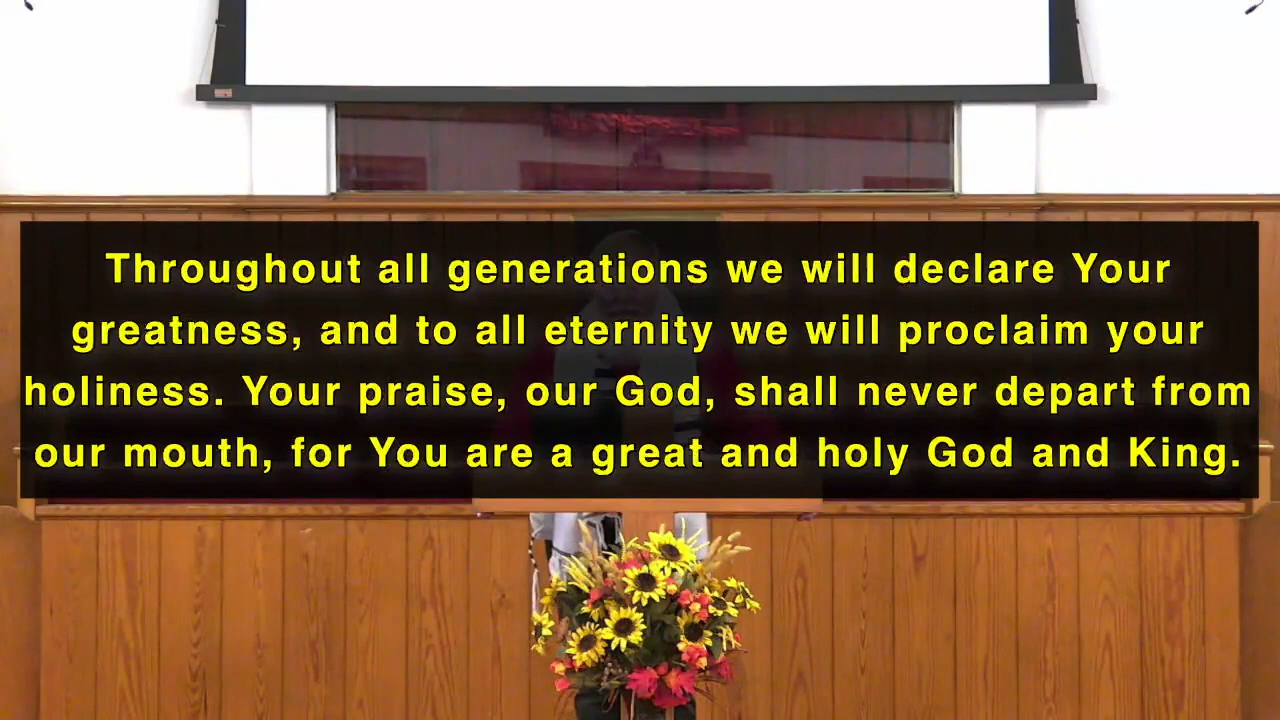 Throughout all generations we will declare Your
greatness, and to all eternity we will proclaim your
holiness. Your praise, our God, shall never depart from
our mouth, for You are a great and holy God and King.